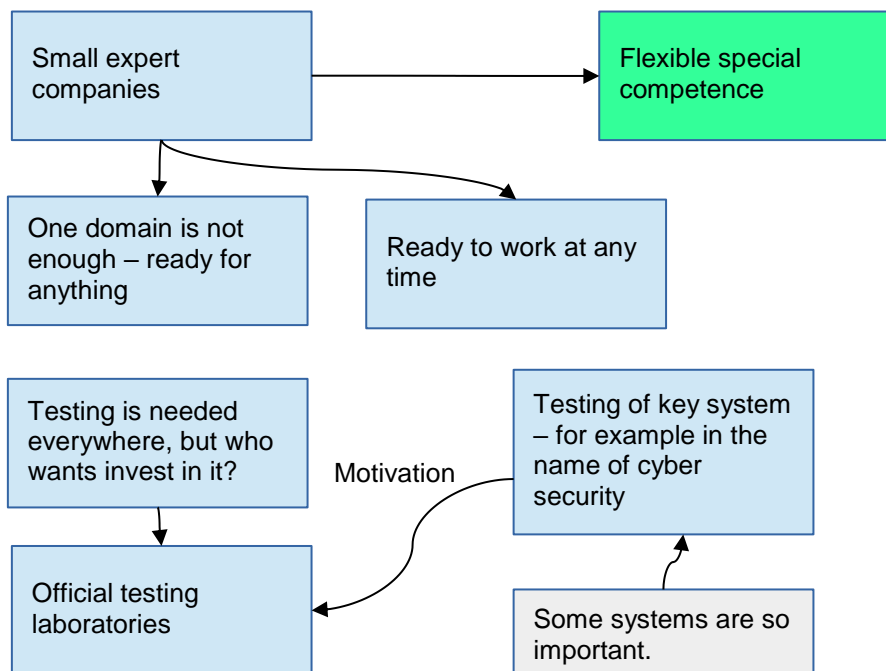 Small expert
companies
Flexible special
competence
One domain is not
enough – ready for
anything
Ready to work at any
time
Testing is needed
everywhere, but who
wants invest in it?
Motivation
Testing of key system
– for example in the
name of cyber
security
Official testing
laboratories
Some systems are so
important.